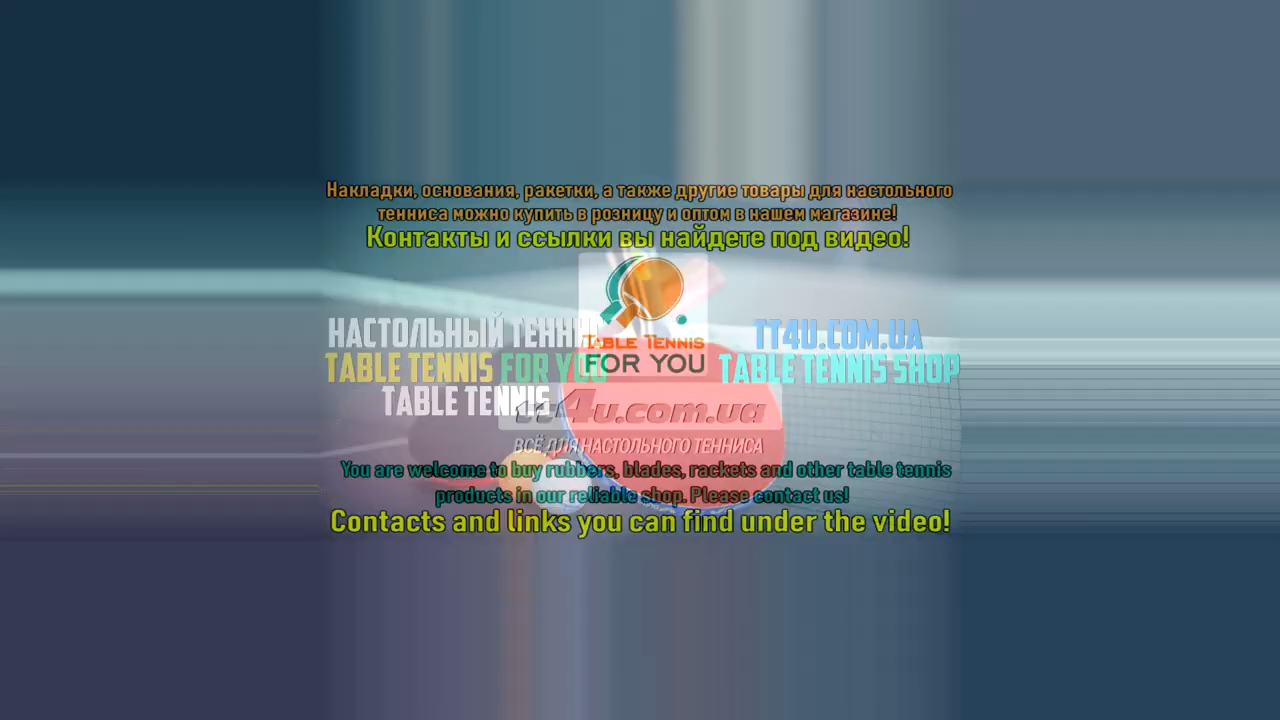 Накладки, основания, ракетки, а также другие товары для настольного
тенниса можно купить в розницу и оптом в нашем магазине!
Контакты и ссылки вы найдете под видео!
НАСТОЛЬНЫЙ ТЕННИС
TABLE TENNIS FOR YOU
TABLE TENNIS
TABLE TENNIS
FOR YOU
TT4U.COM.UA
TABLE TENNIS SHOP
tt4u.com.ua
ВСЁ ДЛЯ НАСТОЛЬНОГО ТЕННИСА
You are welcome to buy rubbers, blades, rackets and other table tennis
products in our reliable shop. Please contact us!
Contacts and links you can find under the video!